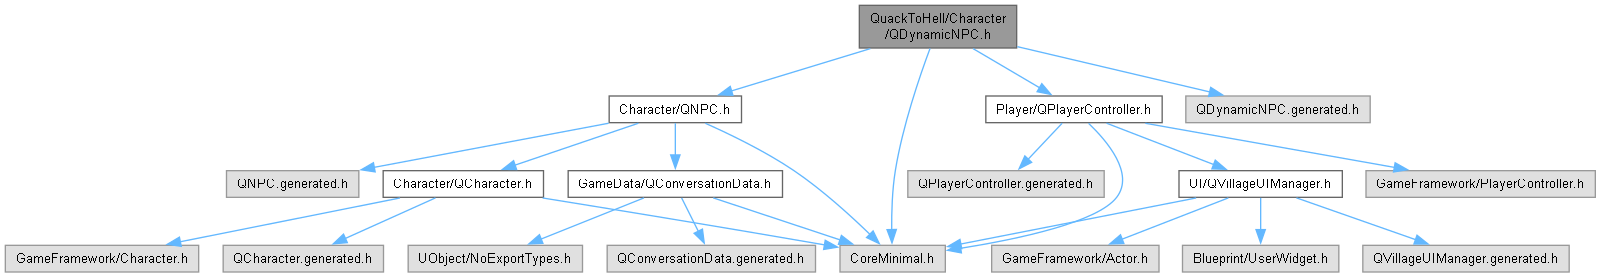 QuackToHell/Character
/QDynamicNPC.h
Character/QNPC.h
Player/QPlayerController.h
QDynamicNPC.generated.h
QNPC.generated.h
Character/QCharacter.h
GameData/QConversationData.h
QPlayerController.generated.h
UI/QVillageUIManager.h
GameFramework/PlayerController.h
GameFramework/Character.h
QCharacter.generated.h
UObject/NoExportTypes.h
QConversationData.generated.h
CoreMinimal.h
GameFramework/Actor.h
Blueprint/UserWidget.h
QVillageUIManager.generated.h